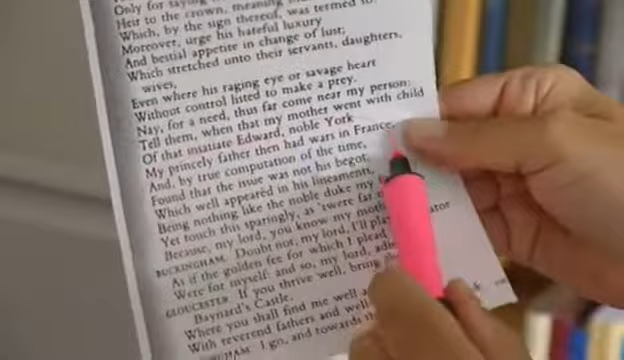 Only for saying
Heir to the crown, meaning
Which, by the sign thereof, was termed so.
Moreover, urge his hateful luxury
And bestial appetite in change of lust;
Which stretched unto their servants, daughters,
wives,
Even where his raging eye or savage heart
Without control listed to make a prey.
Nay, for a need, thus far come near my person:
Tell them, when that my mother went with child
Of that insatiate Edward, noble York
My princely father then had wars in France,
And, by true computation of the time,
Found that the issue was not his begot,
Which well appeared in his lineaments,
Being nothing like the noble duke my
Yet touch this sparingly, as 'twere far
Because, my lord, you know my
BUCKINGHAM. Doubt not, my lord, I'll
As if the golden fee for which I plead
Were for myself: and so, my lord,
GLOUCESTER. If you thrive well, bring
Baynard's Castle.
Where you shall find me well
With reverend fathers and well
I go, and towards